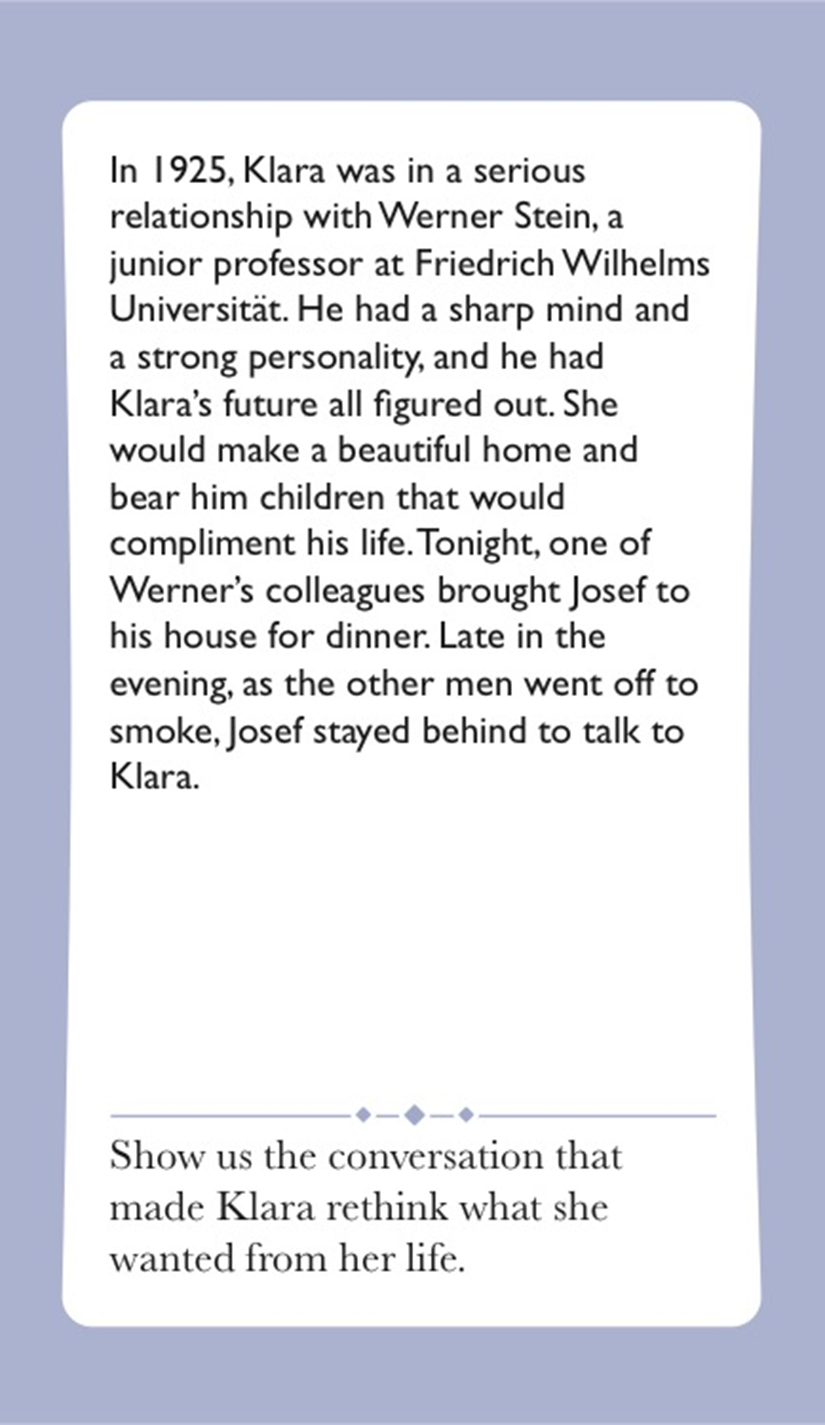 In 1925, Klara was in a serious
relationship with Werner Stein, a
junior professor at Friedrich Wilhelms
Universität. He had a sharp mind and
a strong personality, and he had
Klara’s future all figured out. She
would make a beautiful home and
bear him children that would
compliment his life. Tonight, one of
Werner’s colleagues brought Josef to
his house for dinner. Late in the
evening, as the other men went off to
smoke, Josef stayed behind to talk to
Klara.
Show us the conversation that
made Klara rethink what she
wanted from her life.